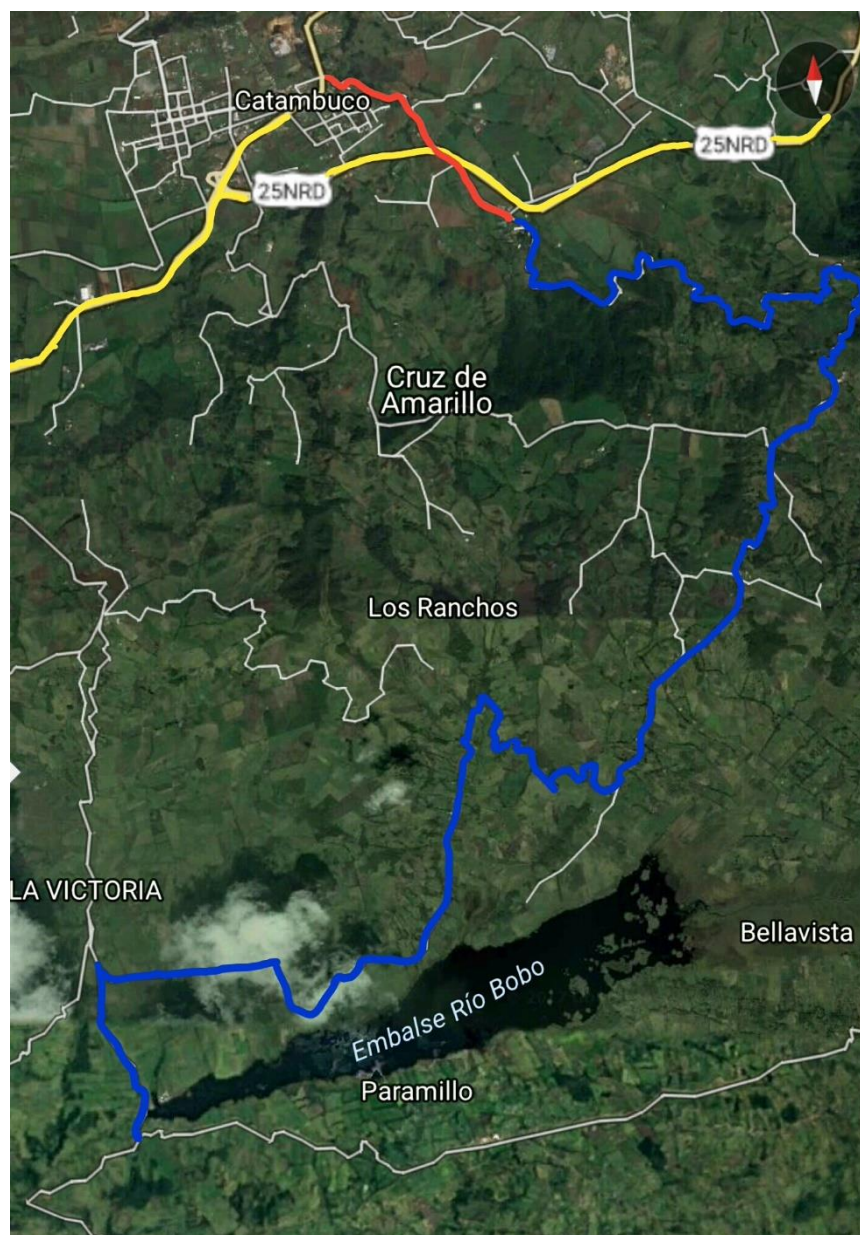 Catambuco
25NRD
25NRD
Cruz de
Amarillo
Los Ranchos
LA VICTORIA
Bellavista
Embalse Río Bobo
Paramillo